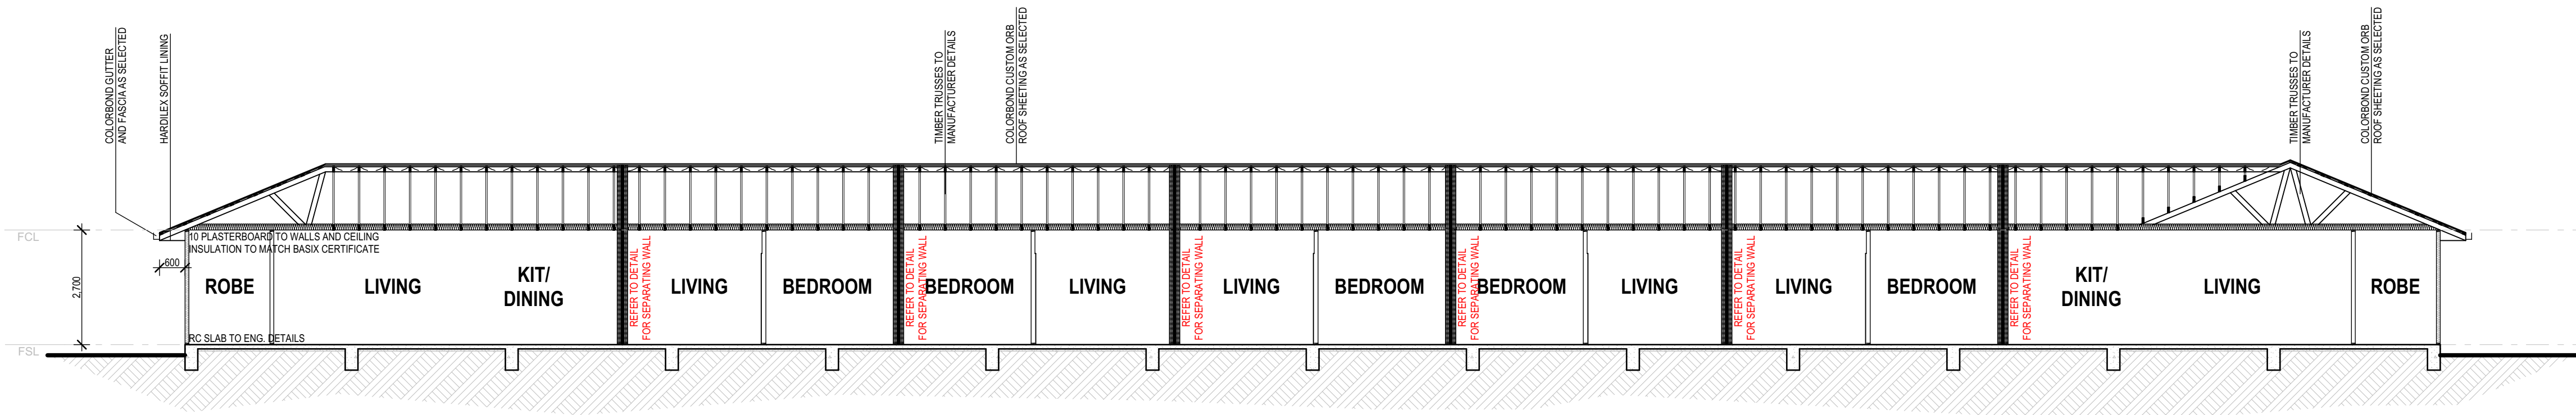 COLORBOND GUTTER
AND FASCIA AS SELECTED
HARDILEX SOFFIT LINING
TIMBER TRUSSES TO
MANUFACTURER DETAILS
COLORBOND CUSTOM ORB
ROOF SHEETING AS SELECTED
TIMBER TRUSSES TO
MANUFACTURER DETAILS
COLORBOND CUSTOM ORB
ROOF SHEETING AS SELECTED
FCL
10 PLASTERBOARD TO WALLS AND CEILING
INSULATION TO MATCH BASIX CERTIFICATE
600
2,700
ROBE
LIVING
KIT/
DINING
REFER TO DETAIL
FOR SEPARATING WALL
LIVING
BEDROOM
REFER TO DETAIL
FOR SEPARATING WALL
BEDROOM
LIVING
REFER TO DETAIL
FOR SEPARATING WALL
LIVING
BEDROOM
REFER TO DETAIL
FOR SEPARATING WALL
BEDROOM
LIVING
REFER TO DETAIL
FOR SEPARATING WALL
LIVING
BEDROOM
REFER TO DETAIL
FOR SEPARATING WALL
KIT/
DINING
LIVING
ROBE
RC SLAB TO ENG. DETAILS
FSL